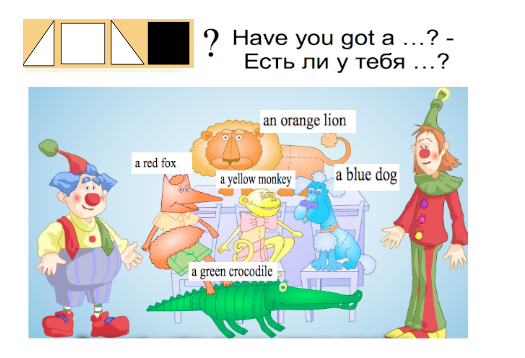 ? Have you got a …? -
Есть ли у тебя …?
an orange lion
a red fox
a yellow monkey
a blue dog
a green crocodile